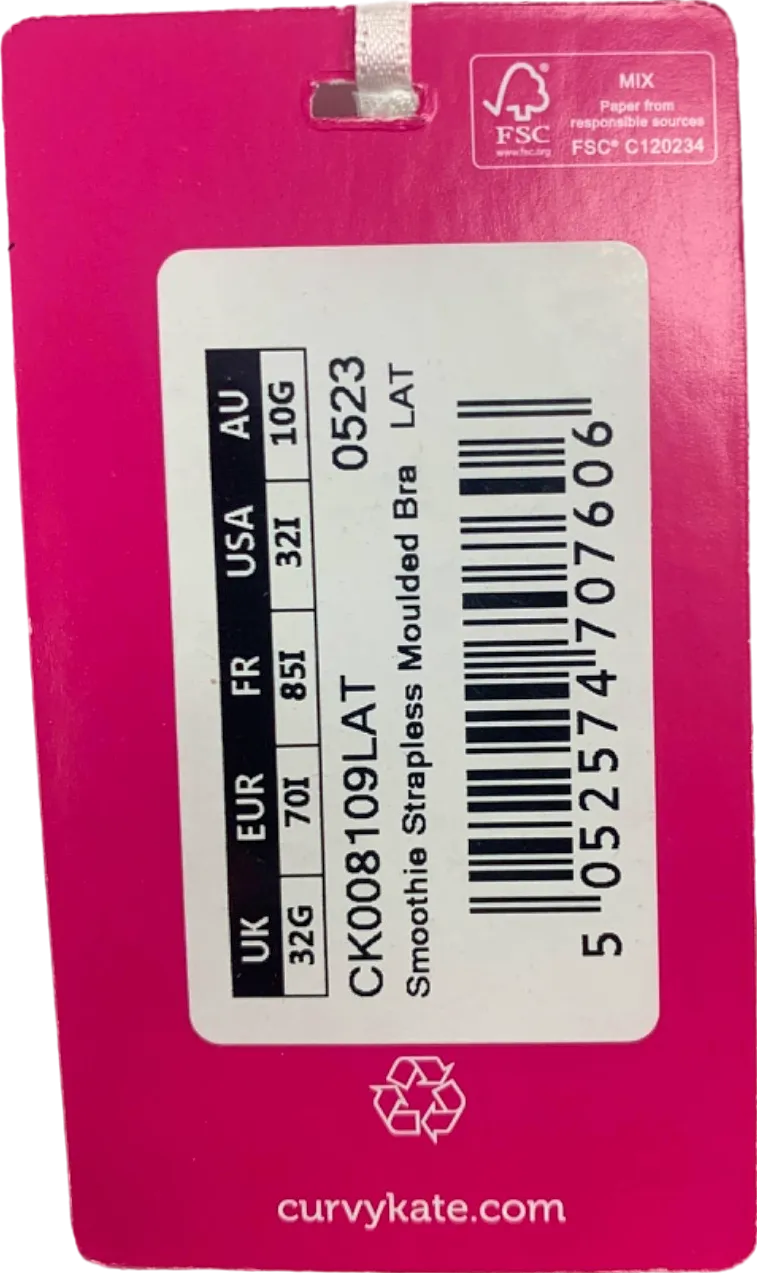 MIX
Paper from
responsible sources
FSC® C120234
FSC
www.fsc.org
UK EUR FR USA AU
32G 70I 85I 32I 10G
CK008109LAT 0523
Smoothie Strapless Moulded Bra LAT
5 052574 707606
curvykate.com